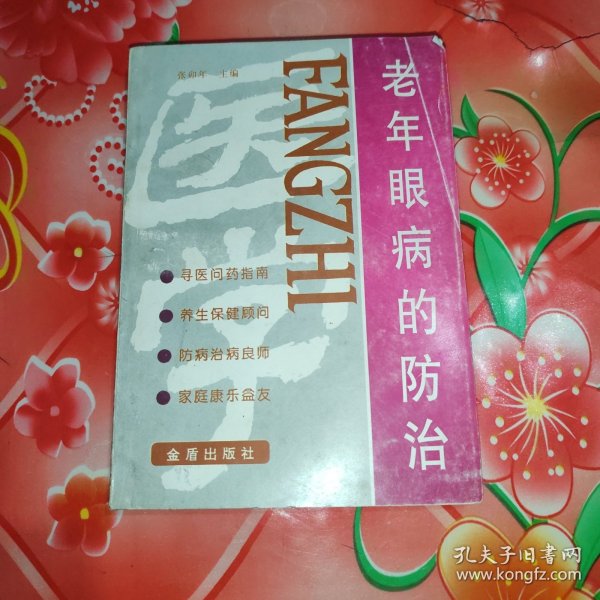 张卯年 主编
医学
FANGZHI
老年眼病的防治
寻医问药指南
养生保健顾问
防病治病良师
家庭康乐益友
金盾出版社
孔夫子旧书网
www.kongfz.com